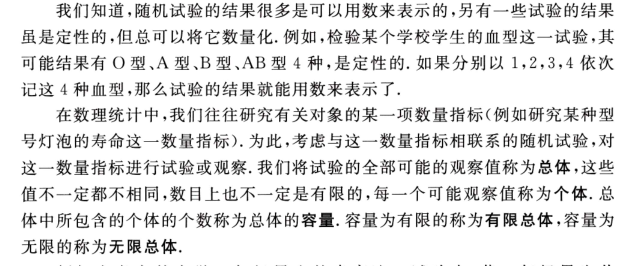 我们知道,随机试验的结果很多是可以用数来表示的,另有一些试验的结果
虽是定性的,但总可以将它数量化.例如,检验某个学校学生的血型这一试验,其
可能结果有 O 型、A 型、B 型、AB 型 4 种,是定性的.如果分别以 1,2,3,4 依次
记这 4 种血型,那么试验的结果就能用数来表示了.
在数理统计中,我们往往研究有关对象的某一项数量指标(例如研究某种型
号灯泡的寿命这一数量指标).为此,考虑与这一数量指标相联系的随机试验,对
这一数量指标进行试验或观察.我们将试验的全部可能的观察值称为总体,这些
值不一定都不相同,数目上也不一定是有限的,每一个可能观察值称为个体.总
体中所包含的个体的个数称为总体的容量.容量为有限的称为有限总体,容量为
无限的称为无限总体.